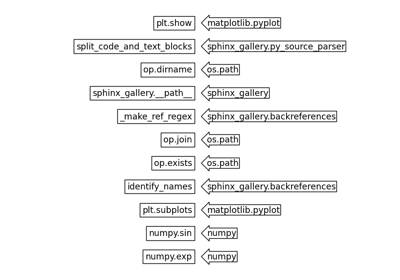 plt.show matplotlib.pyplot
split_code_and_text_blocks sphinx_gallery.py_source_parser
op.dirname os.path
sphinx_gallery.__path__ sphinx_gallery
_make_ref_regex sphinx_gallery.backreferences
op.join os.path
op.exists os.path
identify_names sphinx_gallery.backreferences
plt.subplots matplotlib.pyplot
numpy.sin numpy
numpy.exp numpy